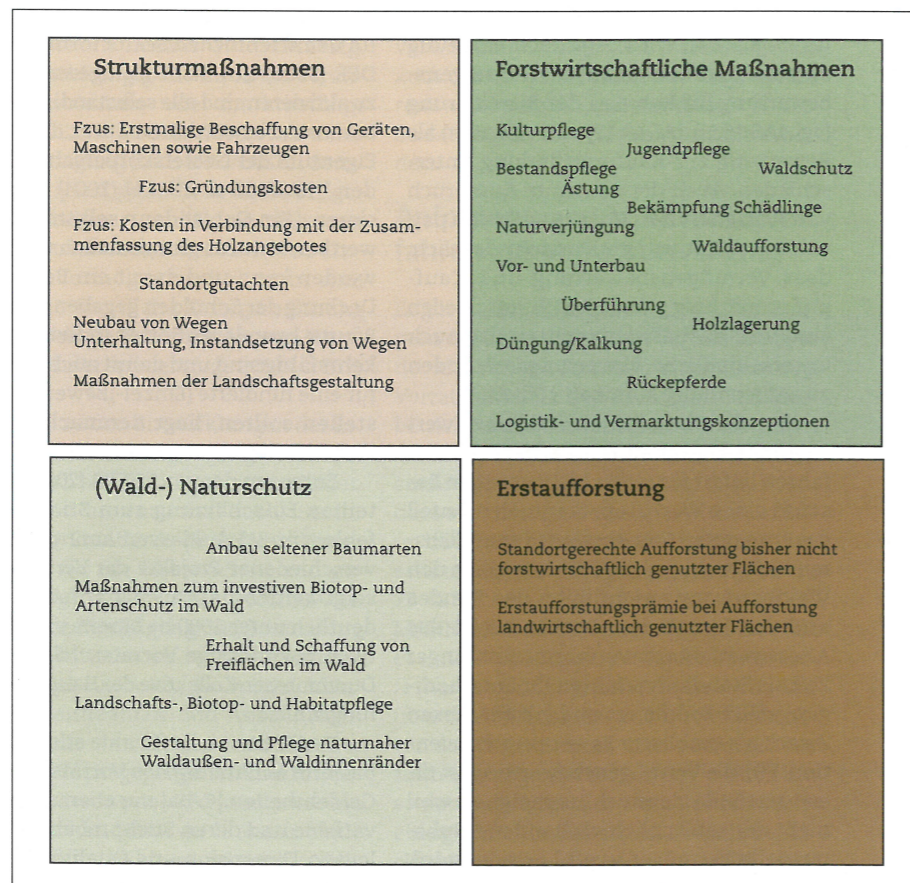 Strukturmaßnahmen
Fzus: Erstmalige Beschaffung von Geräten,
Maschinen sowie Fahrzeugen
Fzus: Gründungskosten
Fzus: Kosten in Verbindung mit der Zusam-
menfassung des Holzangebotes
Standortgutachten
Neubau von Wegen
Unterhaltung, Instandsetzung von Wegen
Maßnahmen der Landschaftsgestaltung
Forstwirtschaftliche Maßnahmen
Kulturpflege
Jugendpflege
Bestandspflege
Waldschutz
Ästung
Bekämpfung Schädlinge
Naturverjüngung
Waldaufforstung
Vor- und Unterbau
Überführung
Holzlagerung
Düngung/Kalkung
Rückepferde
Logistik- und Vermarktungskonzeptionen
(Wald-) Naturschutz
Anbau seltener Baumarten
Maßnahmen zum investiven Biotop- und
Artenschutz im Wald
Erhalt und Schaffung von
Freiflächen im Wald
Landschafts-, Biotop- und Habitatpflege
Gestaltung und Pflege naturnaher
Waldaußen- und Waldinnenränder
Erstaufforstung
Standortgerechte Aufforstung bisher nicht
forstwirtschaftlich genutzter Flächen
Erstaufforstungsprämie bei Aufforstung
landwirtschaftlich genutzter Flächen